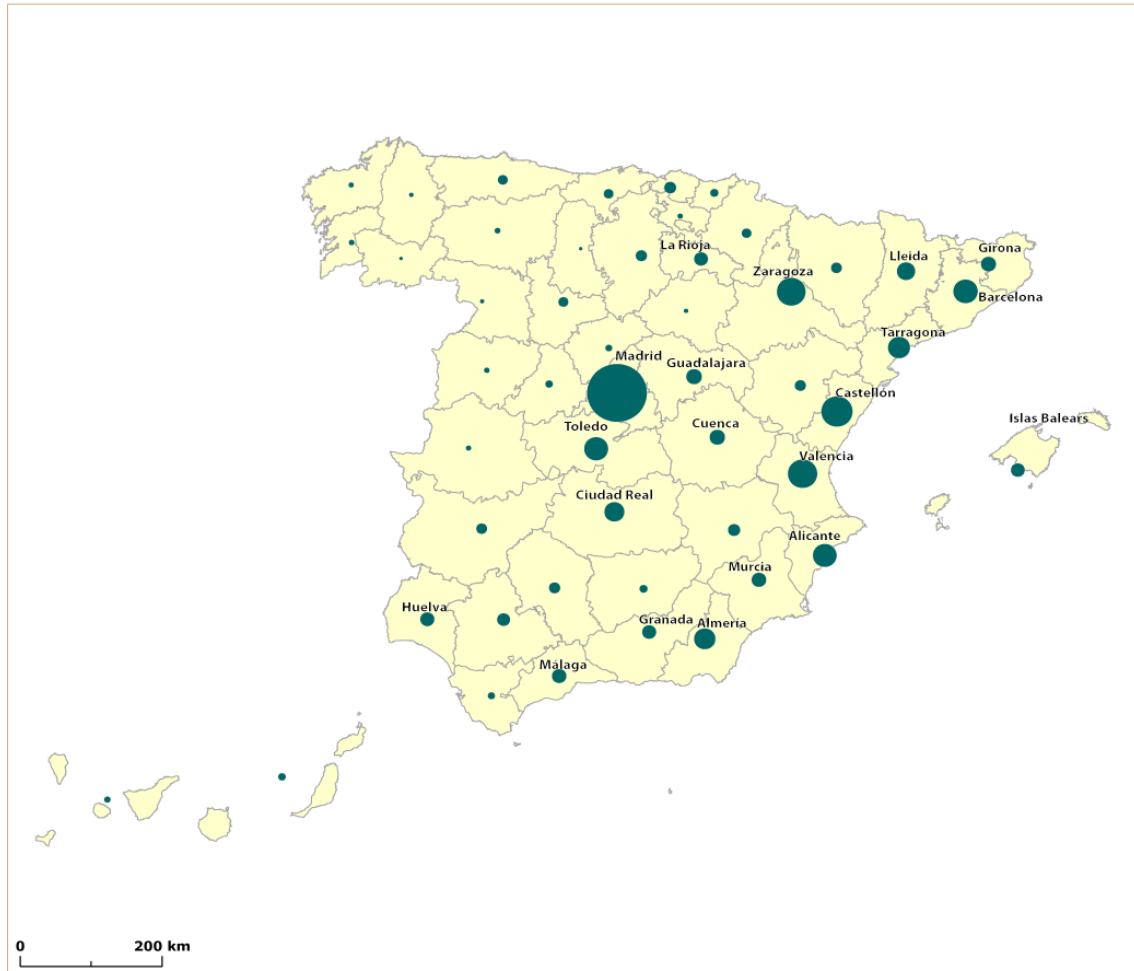 La Rioja
Girona
Lleida
Zaragoza
Barcelona
Tarragona
Madrid
Guadalajara
Castellón
Islas Balears
Cuenca
Toledo
Valencia
Ciudad Real
Alicante
Murcia
Huelva
Granada
Almería
Málaga
0 200 km